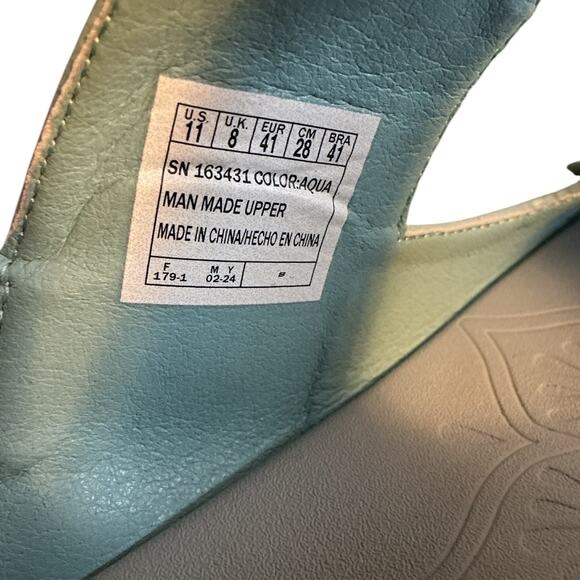 U.S. U.K. EUR CM BRA
11 8 41 28 41
SN 163431 COLOR:AQUA
MAN MADE UPPER
MADE IN CHINA/HECHO EN CHINA
F M Y
179-1 02-24